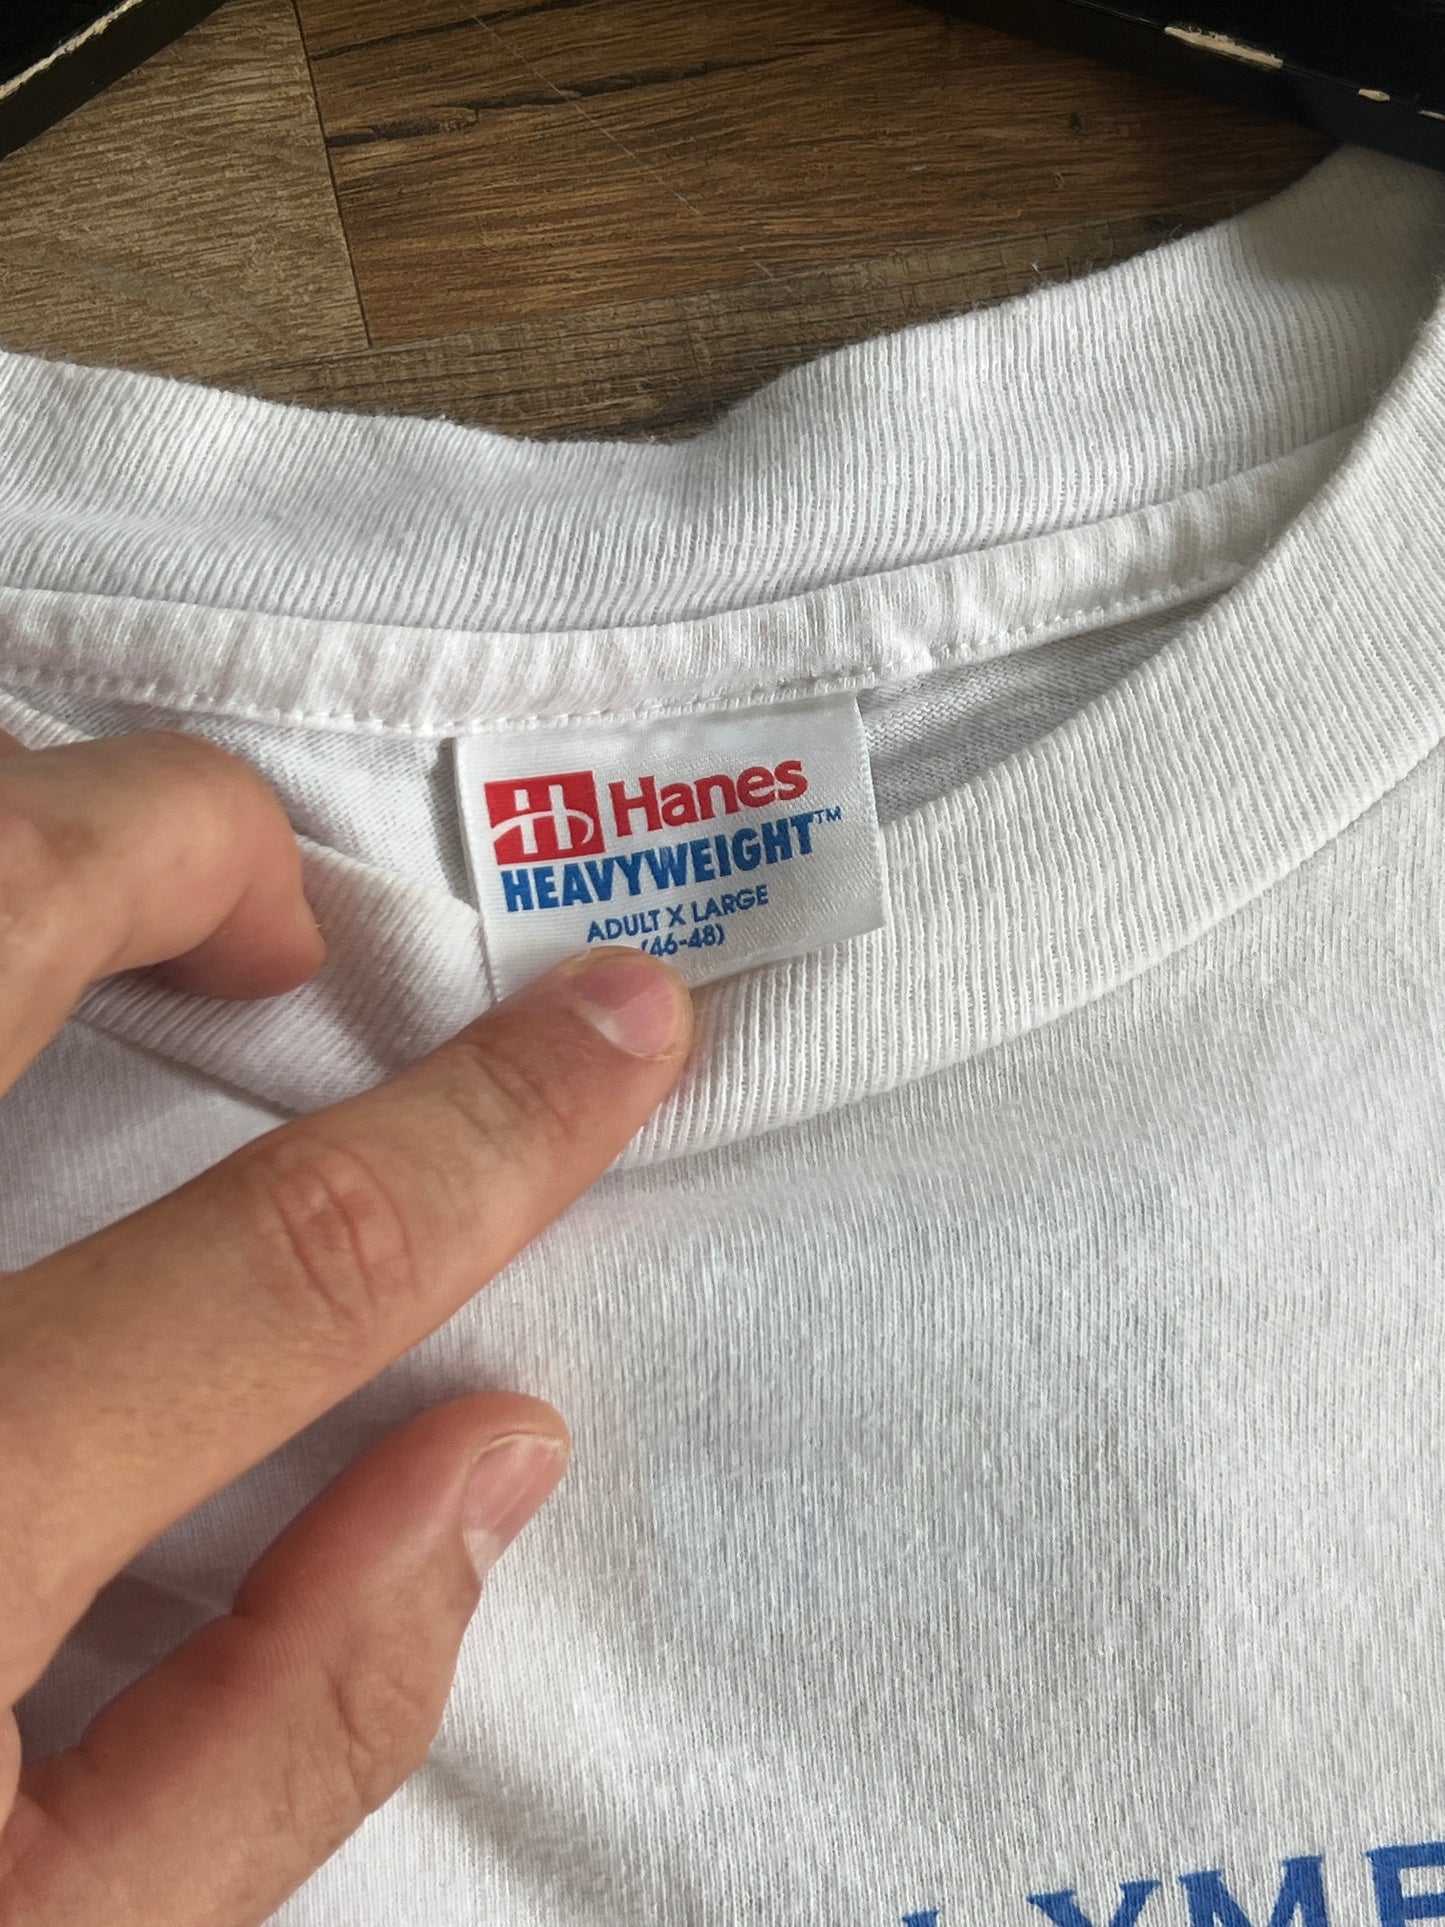 Hanes
HEAVYWEIGHT™
ADULT X LARGE
(46-48)